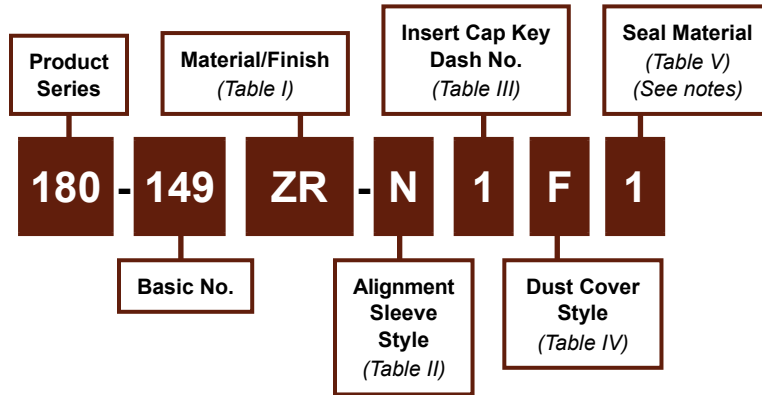 Product
Series
Material/Finish
(Table I)
Insert Cap Key
Dash No.
(Table III)
Seal Material
(Table V)
(See notes)
180 - 149 ZR - N 1 F 1
Basic No.
Alignment
Sleeve
Style
(Table II)
Dust Cover
Style
(Table IV)